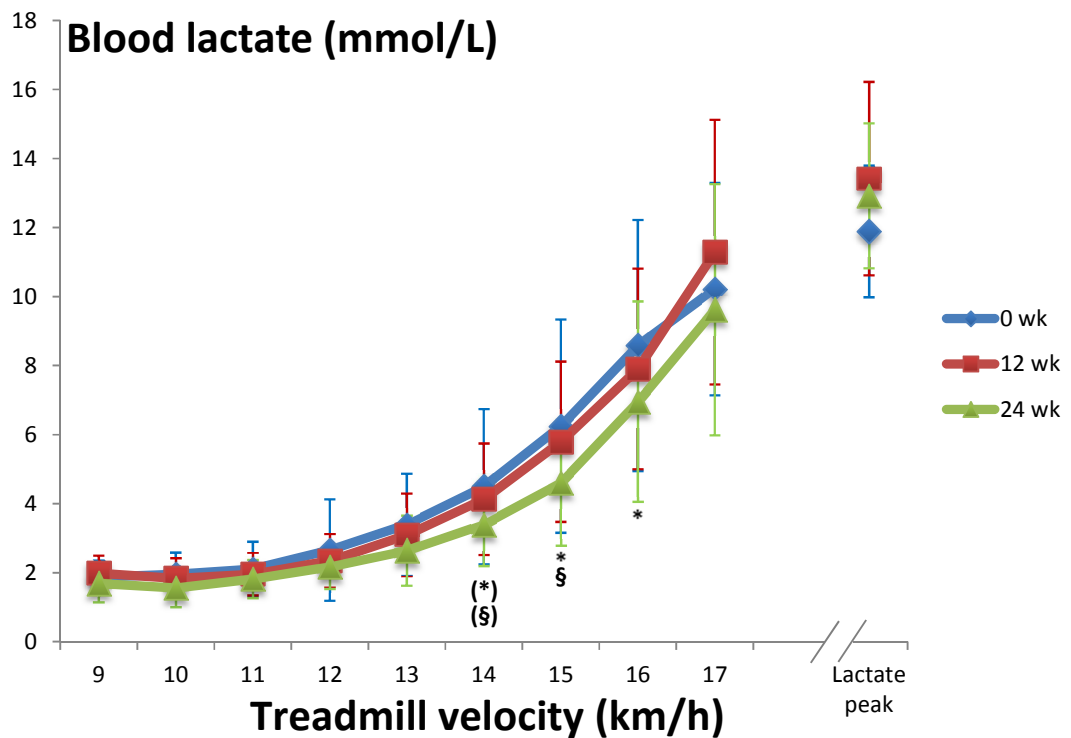 Blood lactate (mmol/L)
18
16
14
12
10
8
6
4
2
0
*
*
§
(*)
(§)
9 10 11 12 13 14 15 16 17 Lactate
peak
Treadmill velocity (km/h)
0 wk
12 wk
24 wk